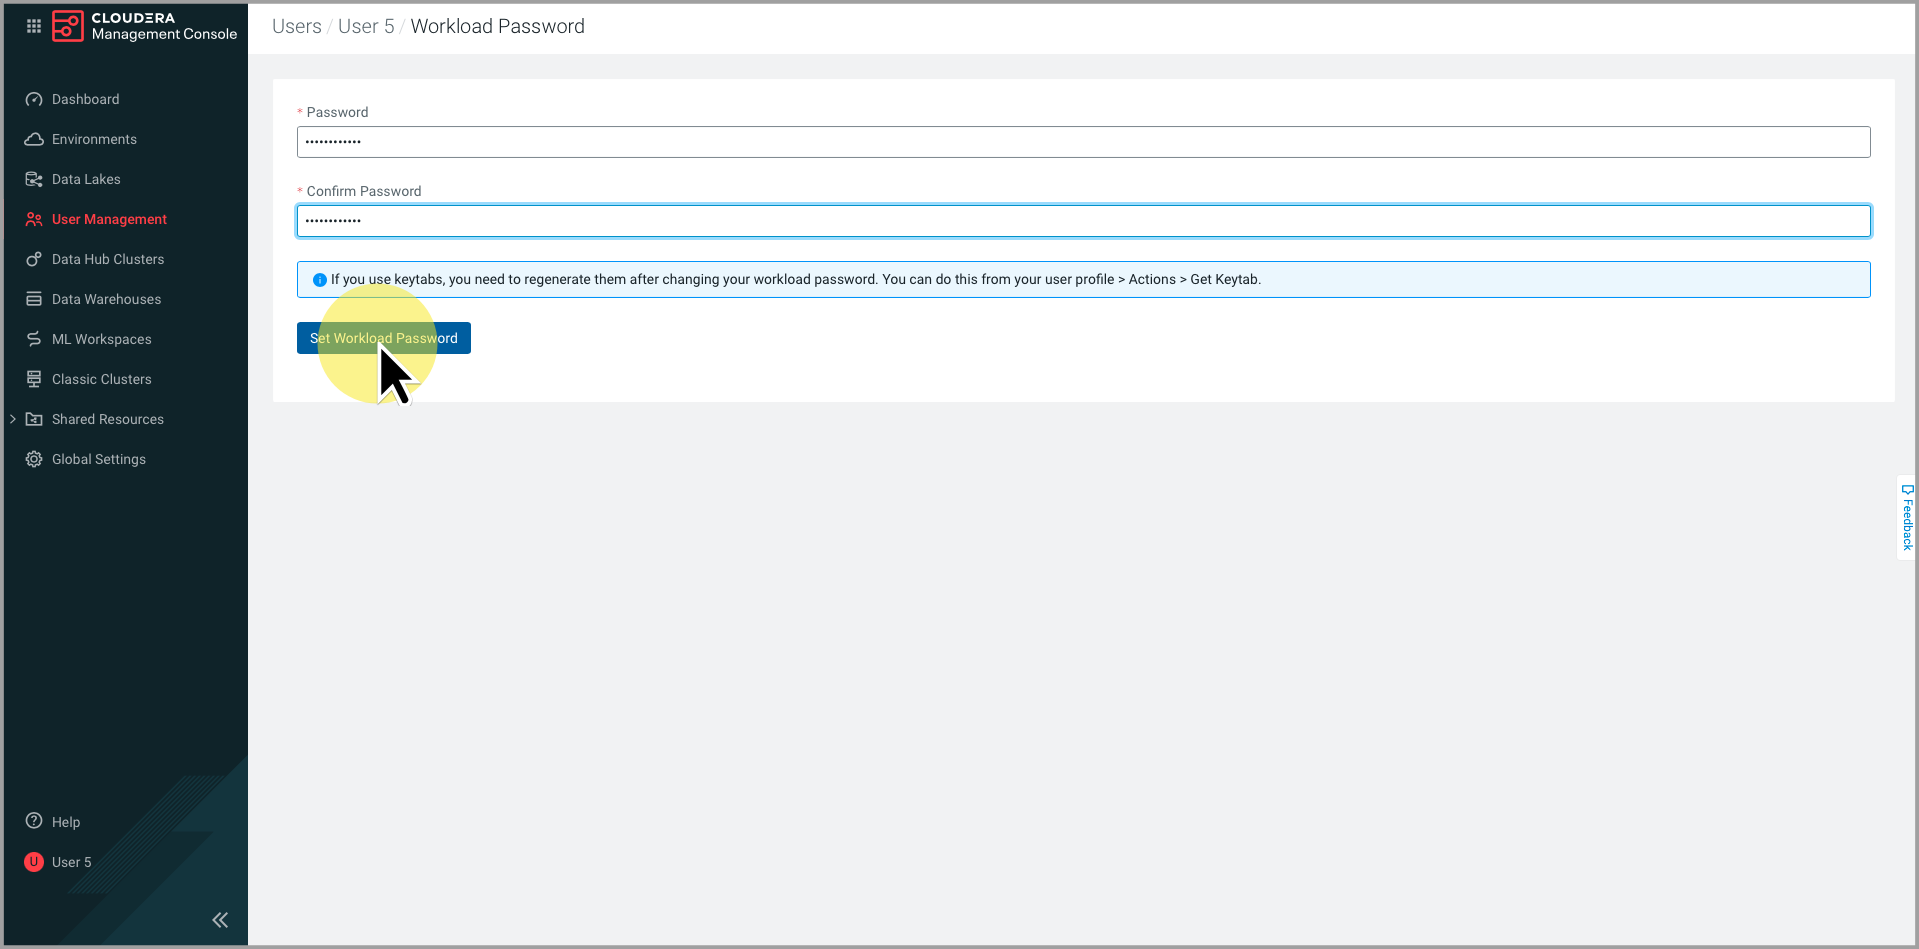 CLOUDERA
Management Console
Users / User 5 / Workload Password
Dashboard
Environments
Data Lakes
User Management
Data Hub Clusters
Data Warehouses
ML Workspaces
Classic Clusters
Shared Resources
Global Settings
Help
U User 5
* Password
••••••••••••
* Confirm Password
••••••••••••
If you use keytabs, you need to regenerate them after changing your workload password. You can do this from your user profile > Actions > Get Keytab.
Set Workload Password
Feedback